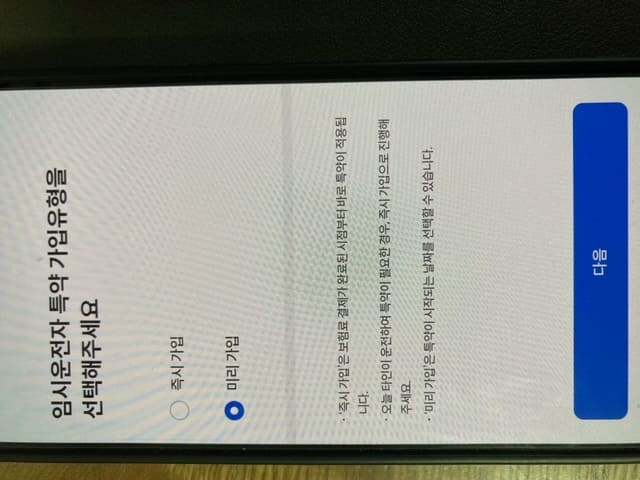 임시운전자 특약 가입유형을
선택해주세요
즉시 가입
미리 가입
· '즉시 가입'은 보험료 결제가 완료된 시점부터 바로 특약이 적용됩
니다.
· 오늘 타인이 운전하여 특약이 필요한 경우, 즉시 가입으로 진행해
주세요.
· '미리 가입'은 특약이 시작되는 날짜를 선택할 수 있습니다.
다음